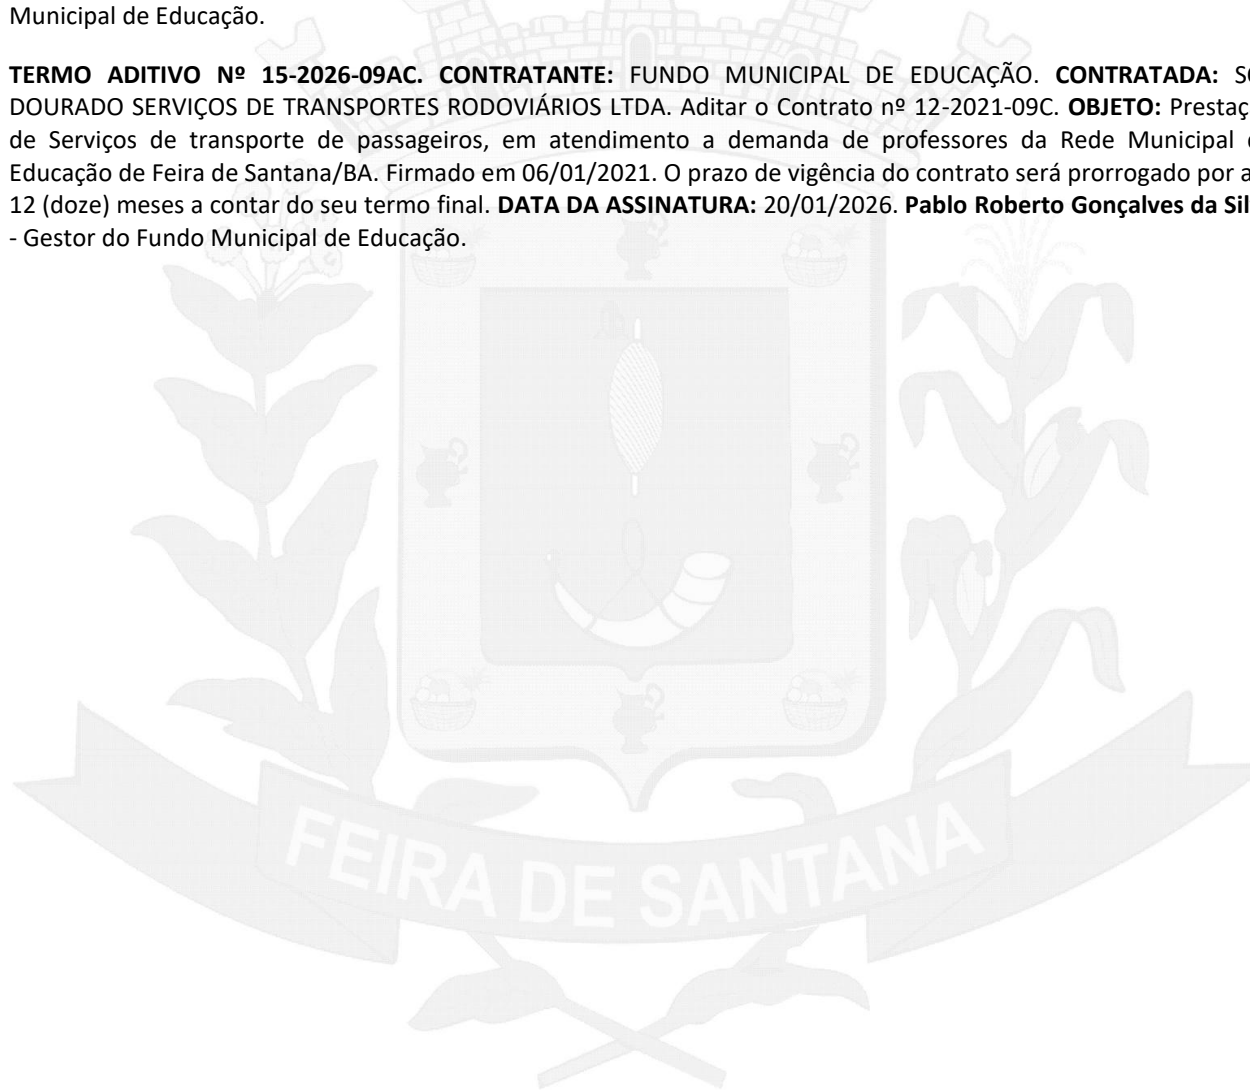 Municipal de Educação.
TERMO ADITIVO Nº 15-2026-09AC. CONTRATANTE: FUNDO MUNICIPAL DE EDUCAÇÃO. CONTRATADA:
DOURADO SERVIÇOS DE TRANSPORTES RODOVIÁRIOS LTDA. Aditar o Contrato nº 12-2021-09C. OBJETO:
de Serviços de transporte de passageiros, em atendimento a demanda de professores da Rede Municipal
Educação de Feira de Santana/BA. Firmado em 06/01/2021. O prazo de vigência do contrato será prorrogado por
12 (doze) meses a contar do seu termo final. DATA DA ASSINATURA: 20/01/2026. Pablo Roberto Gonçalves da
- Gestor do Fundo Municipal de Educação.
FEIRA DE SANTANA